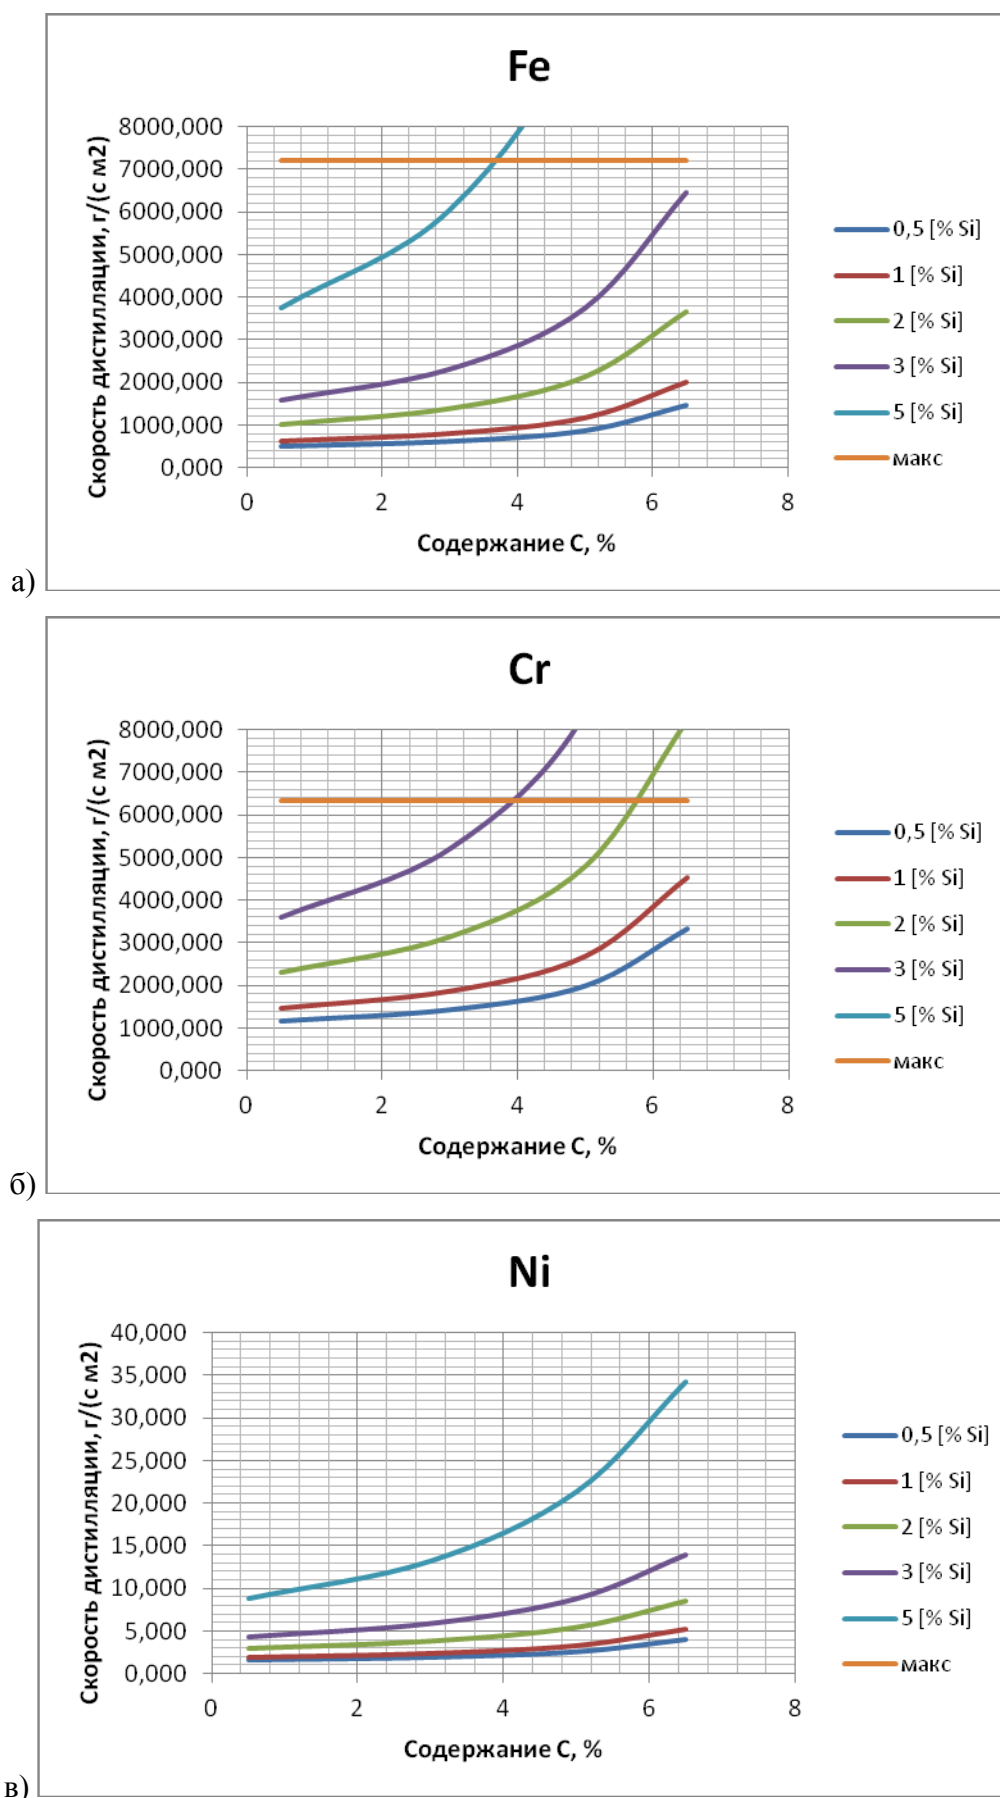 Fe
Скорость дистилляции, г/(с м2)
8000,000
7000,000
6000,000
5000,000
4000,000
3000,000
2000,000
1000,000
0,000
0 2 4 6 8
Содержание С, %
0,5 [% Si]
1 [% Si]
2 [% Si]
3 [% Si]
5 [% Si]
макс
а)
Cr
Скорость дистилляции, г/(с м2)
8000,000
7000,000
6000,000
5000,000
4000,000
3000,000
2000,000
1000,000
0,000
0 2 4 6 8
Содержание С, %
0,5 [% Si]
1 [% Si]
2 [% Si]
3 [% Si]
5 [% Si]
макс
б)
Ni
Скорость дистилляции, г/(с м2)
40,000
35,000
30,000
25,000
20,000
15,000
10,000
5,000
0,000
0 2 4 6 8
Содержание С, %
0,5 [% Si]
1 [% Si]
2 [% Si]
3 [% Si]
5 [% Si]
макс
в)